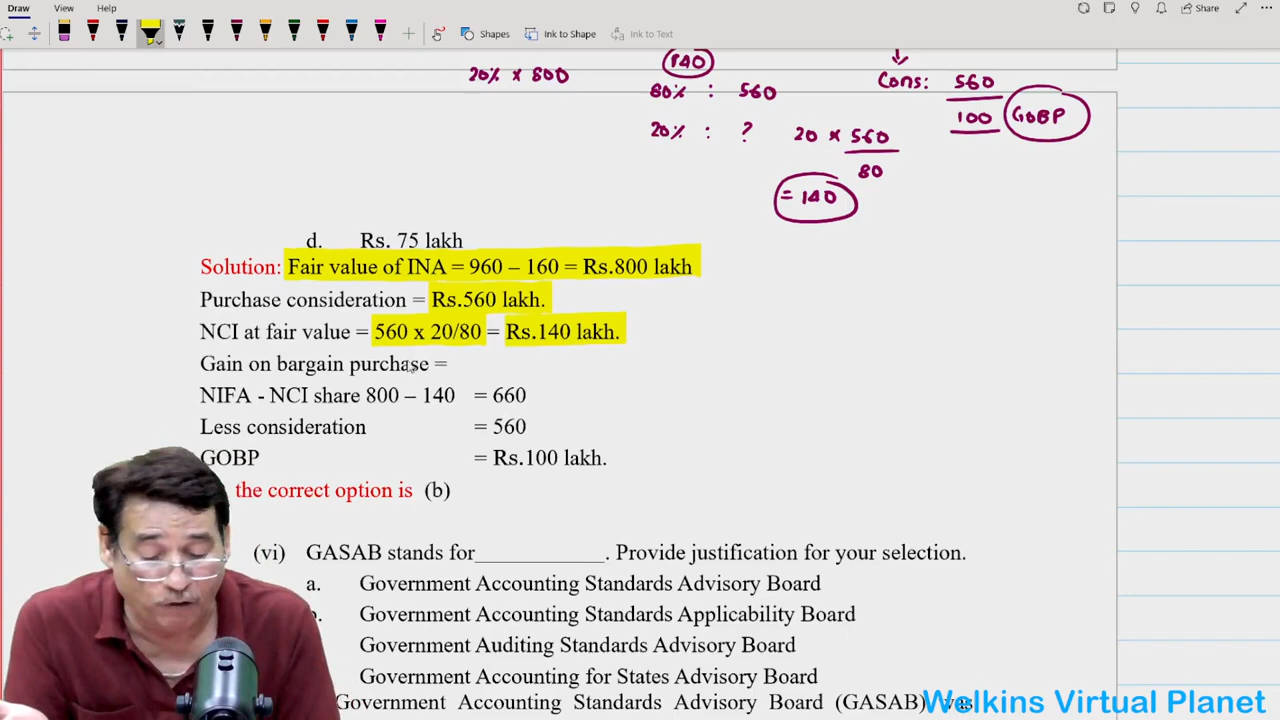 Draw View Help
Share
Shapes Ink to Shape Ink to Text
140
20% x 800
80% : 560
Cons: 560
100 GOBP
20% : ? 20 x 560
80
= 140
d. Rs. 75 lakh
Solution: Fair value of INA = 960 – 160 = Rs.800 lakh
Purchase consideration = Rs.560 lakh.
NCI at fair value = 560 x 20/80 = Rs.140 lakh.
Gain on bargain purchase =
NIFA - NCI share 800 – 140 = 660
Less consideration = 560
GOBP = Rs.100 lakh.
the correct option is (b)
(vi) GASAB stands for____________. Provide justification for your selection.
a. Government Accounting Standards Advisory Board
Government Accounting Standards Applicability Board
Government Auditing Standards Advisory Board
Government Accounting for States Advisory Board
Government Accounting Standards Advisory Board (GASAB) was
Welkins Virtual Planet